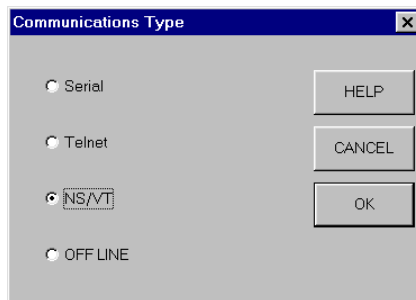 Communications Type
Serial
HELP
Telnet
CANCEL
NS/VT
OK
OFF LINE